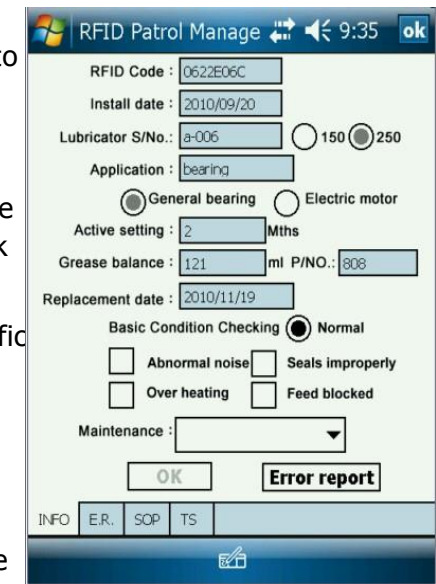 RFID Patrol Manage 9:35 ok
RFID Code : 0622E06C
Install date : 2010/09/20
Lubricator S/No.: a-006 150 250
Application : bearing
General bearing Electric motor
Active setting : 2 Mths
Grease balance : 121 ml P/NO.: 808
Replacement date : 2010/11/19
Basic Condition Checking Normal
Abnormal noise Seals improperly
Over heating Feed blocked
Maintenance :
OK Error report
INFO E.R. SOP TS